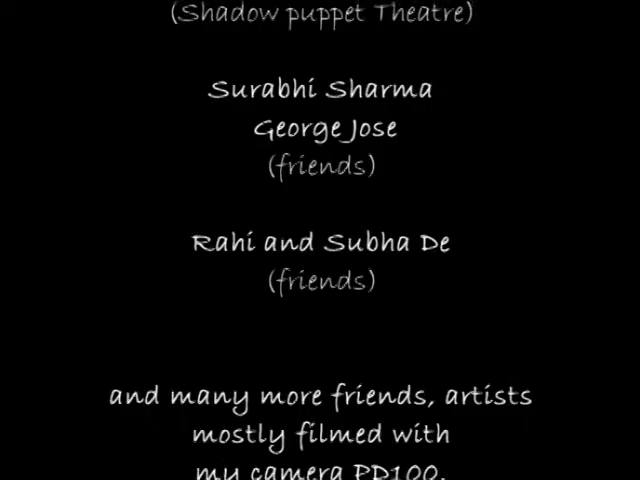 (Shadow puppet Theatre)
Surabhi Sharma
George Jose
(friends)
Rahi and Subha De
(friends)
and many more friends, artists
mostly filmed with
my camera PD100.